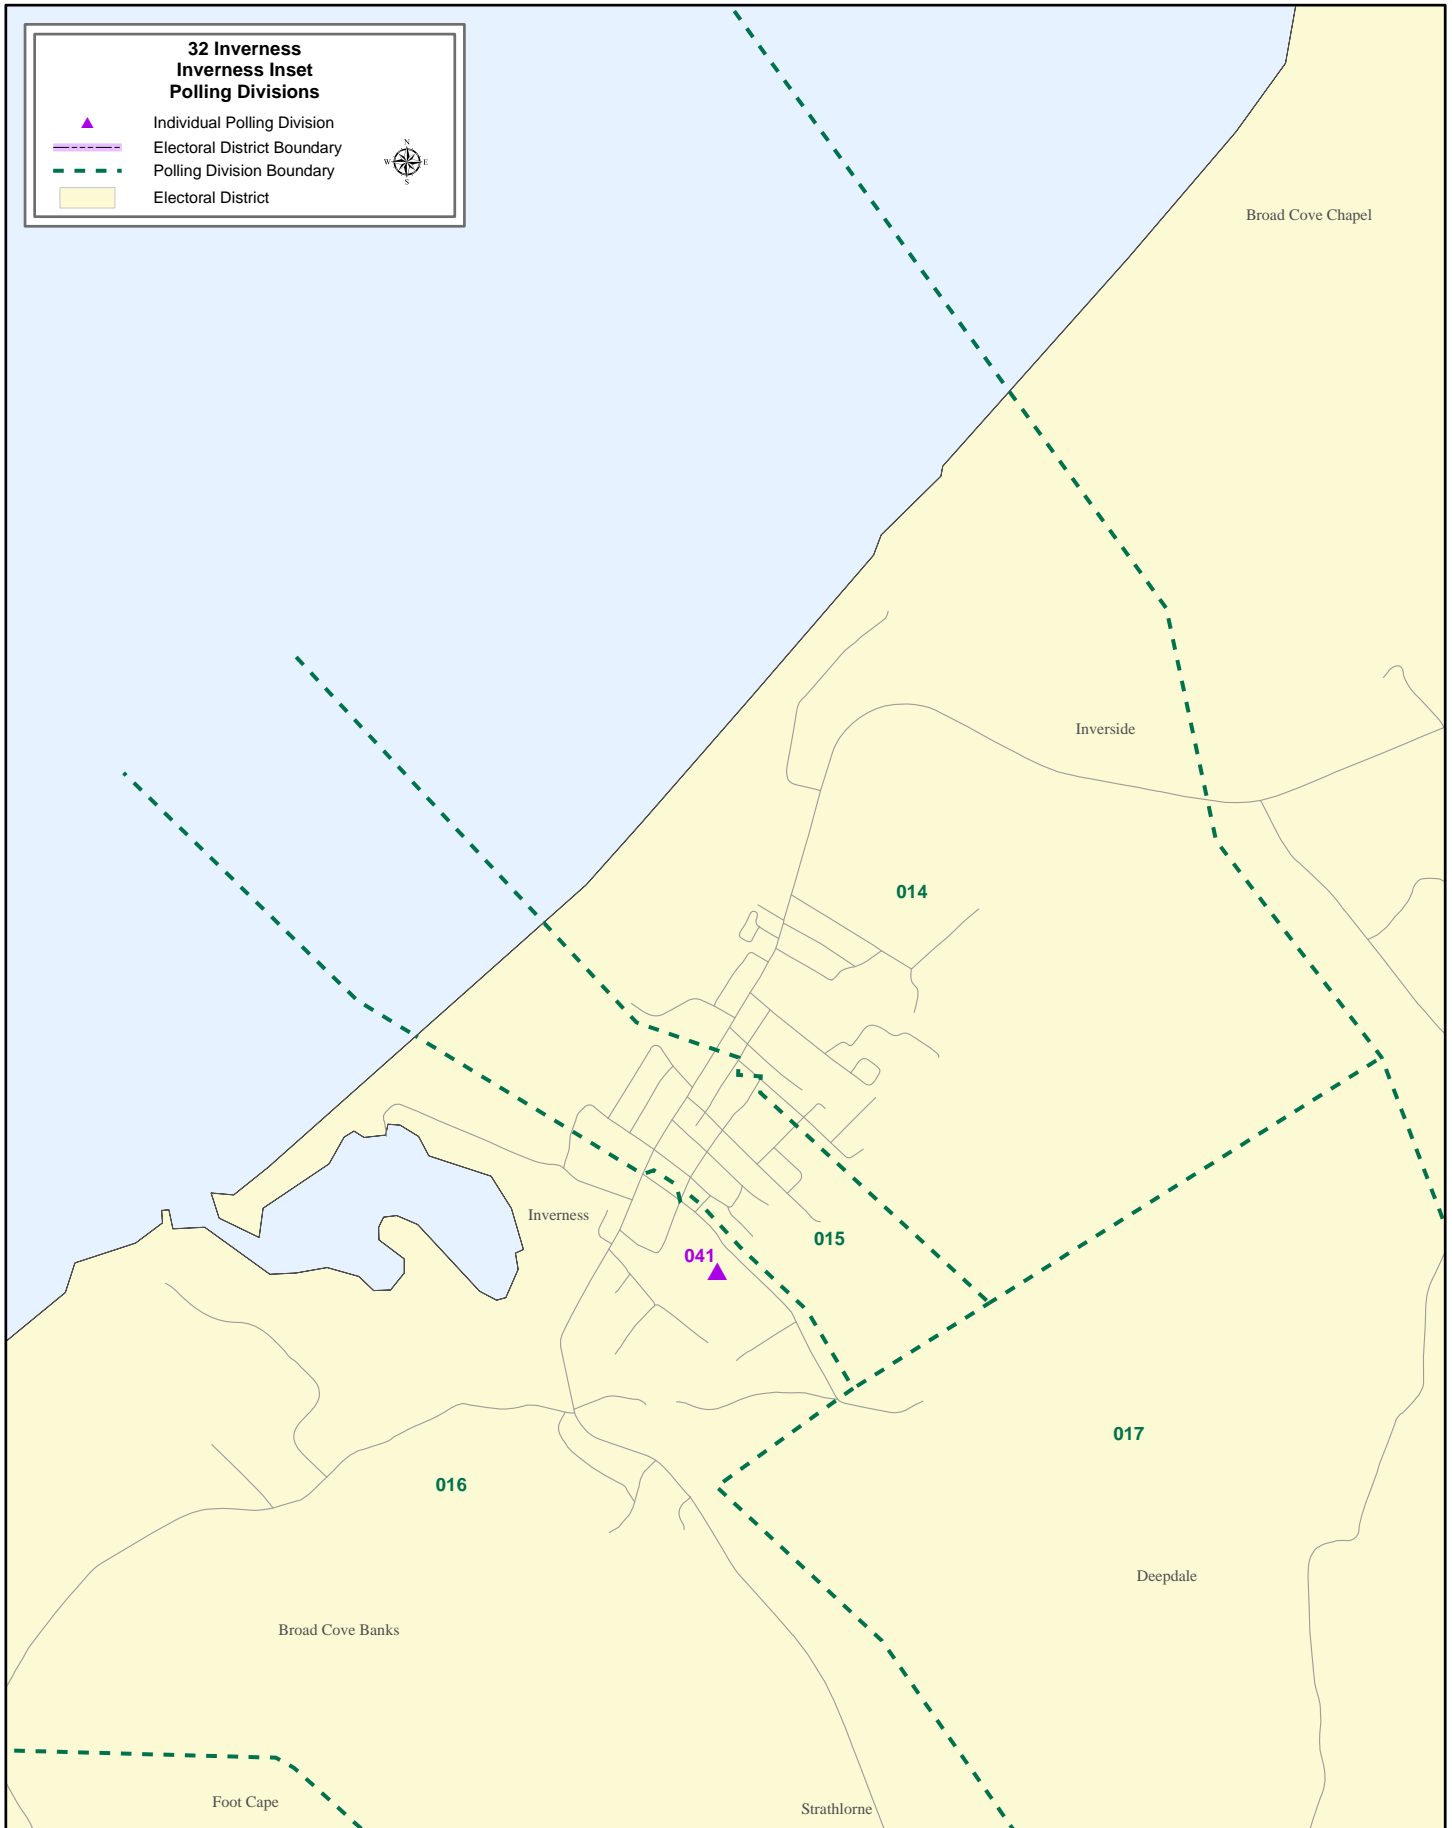 32 Inverness
Inverness Inset
Polling Divisions
Individual Polling Division
Electoral District Boundary
Polling Division Boundary
Electoral District
N
W E
S
Broad Cove Chapel
Inverside
014
Inverness
015
041
017
016
Deepdale
Broad Cove Banks
Foot Cape
Strathlorne